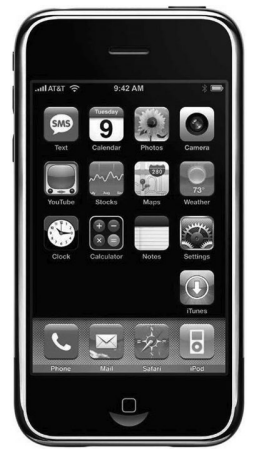 AT&T 9:42 AM
SMS Tuesday 9 280
Text Calendar Photos Camera
73°
YouTube Stocks Maps Weather
Clock Calculator Notes Settings
iTunes
Phone Mail Safari iPod